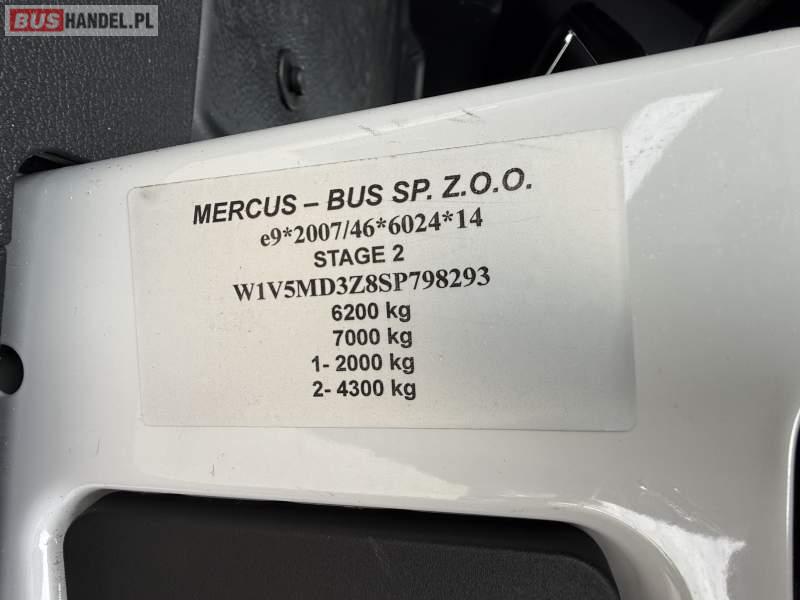 BUSHANDEL.PL
MERCUS – BUS SP. Z.O.O.
e9*2007/46*6024*14
STAGE 2
W1V5MD3Z8SP798293
6200 kg
7000 kg
1- 2000 kg
2- 4300 kg